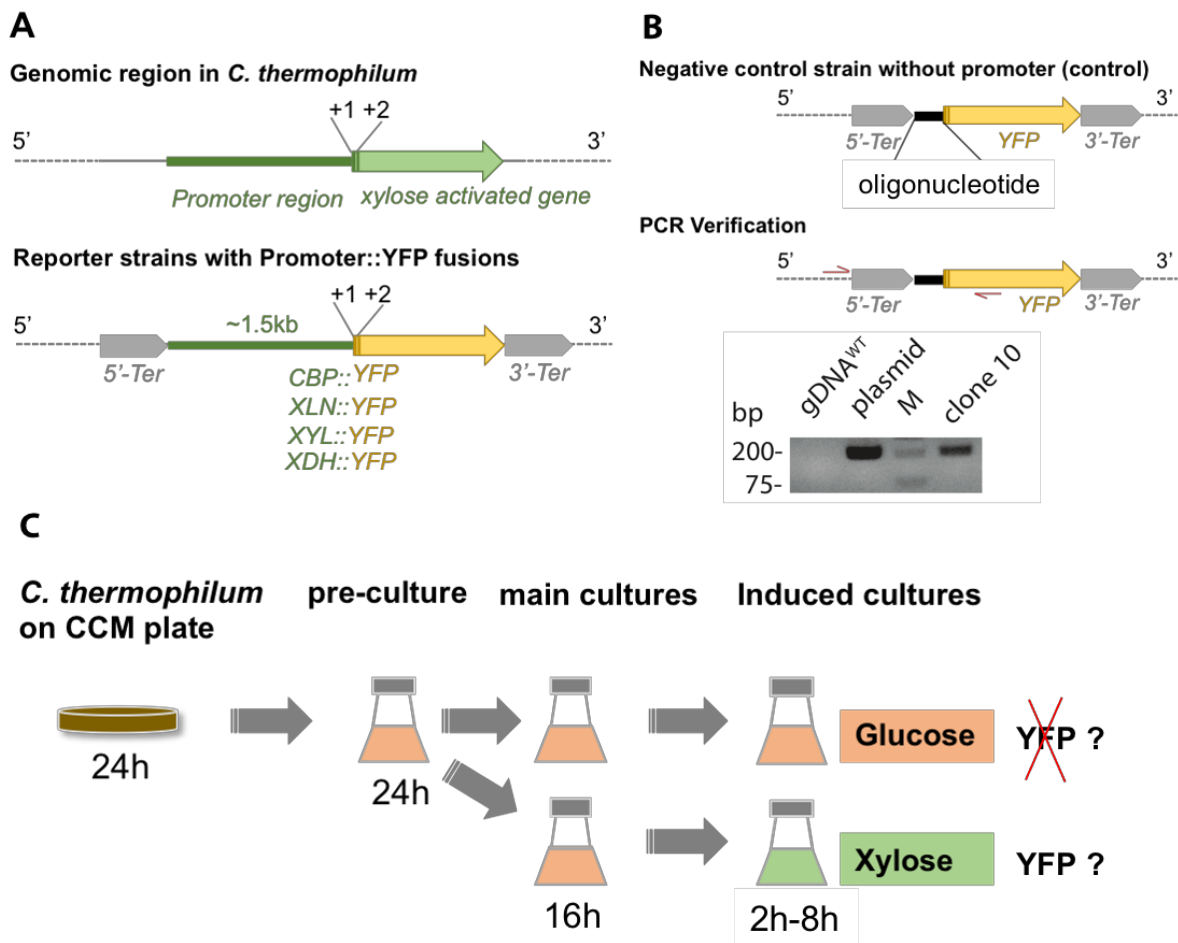 A
Genomic region in C. thermophilum
+1 +2
5’ 3’
Promoter region xylose activated gene
Reporter strains with Promoter::YFP fusions
+1 +2
5’ ~1.5kb 3’
5’-Ter 3’-Ter
CBP::YFP
XLN::YFP
XYL::YFP
XDH::YFP
B
Negative control strain without promoter (control)
5’ 3’
5’-Ter YFP 3’-Ter
oligonucleotide
PCR Verification
5’ 3’
5’-Ter YFP 3’-Ter
bp gDNAᵂᵀ plasmid M clone 10
200-
75-
C
C. thermophilum pre-culture main cultures Induced cultures
on CCM plate
Glucose YFP ?
24h 24h
Xylose YFP ?
16h 2h-8h